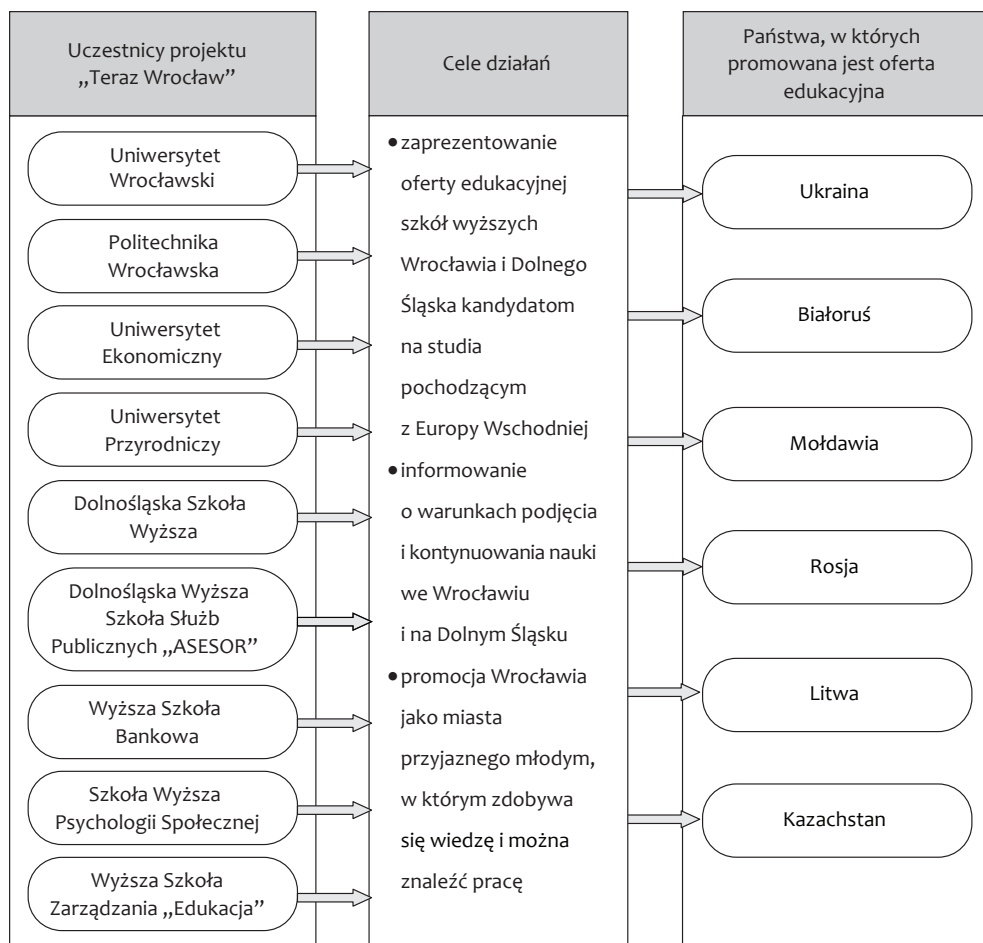 Uczestnicy projektu
„Teraz Wrocław”
Uniwersytet
Wrocławski
Politechnika
Wrocławska
Uniwersytet
Ekonomiczny
Uniwersytet
Przyrodniczy
Dolnośląska Szkoła
Wyższa
Dolnośląska Wyższa
Szkoła Służb
Publicznych „ASESOR”
Wyższa Szkoła
Bankowa
Szkoła Wyższa
Psychologii Społecznej
Wyższa Szkoła
Zarządzania „Edukacja”
Cele działań
• zaprezentowanie
oferty edukacyjnej
szkół wyższych
Wrocławia i Dolnego
Śląska kandydatom
na studia
pochodzącym
z Europy Wschodniej
• informowanie
o warunkach podjęcia
i kontynuowania nauki
we Wrocławiu
i na Dolnym Śląsku
• promocja Wrocławia
jako miasta
przyjaznego młodym,
w którym zdobywa
się wiedzę i można
znaleźć pracę
Państwa, w których
promowana jest oferta
edukacyjna
Ukraina
Białoruś
Mołdawia
Rosja
Litwa
Kazachstan